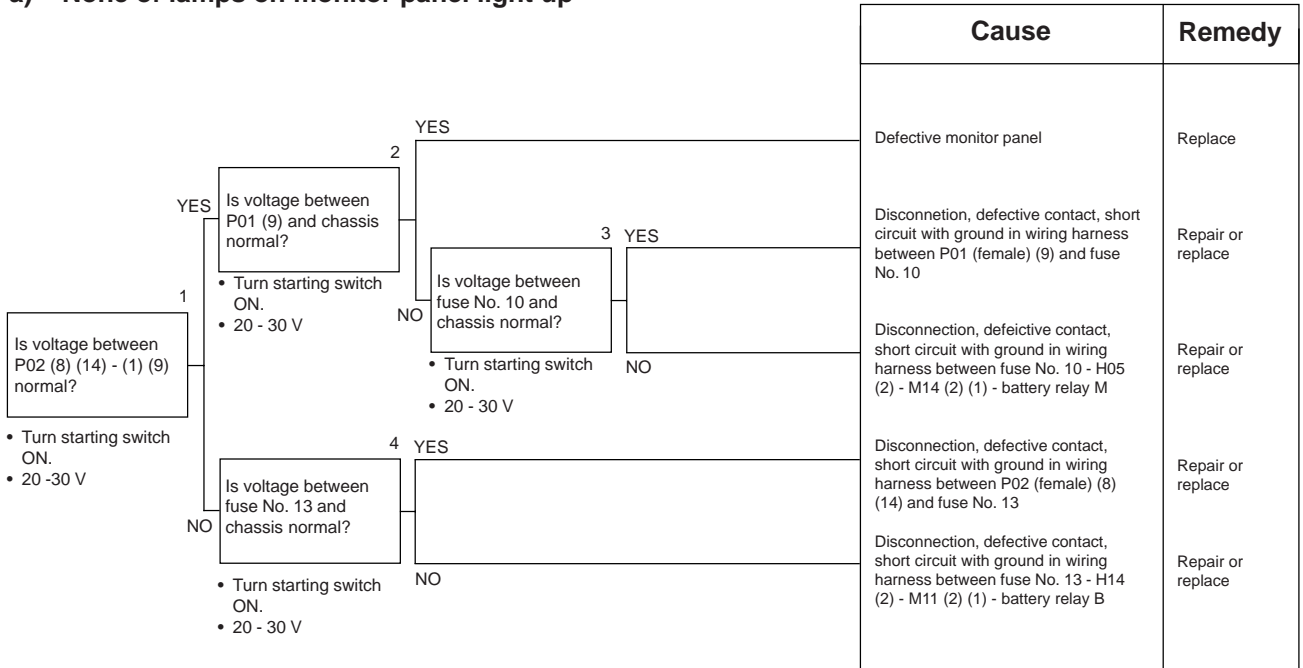 a) None of lamps on monitor panel light up
Cause
Remedy
1
Is voltage between
P02 (8) (14) - (1) (9)
normal?
• Turn starting switch
ON.
• 20 -30 V
YES
2
Is voltage between
P01 (9) and chassis
normal?
• Turn starting switch
ON.
• 20 - 30 V
YES
Defective monitor panel
Replace
NO
3
Is voltage between
fuse No. 10 and
chassis normal?
• Turn starting switch
ON.
• 20 - 30 V
YES
Disconnetion, defective contact, short
circuit with ground in wiring harness
between P01 (female) (9) and fuse
No. 10
Repair or
replace
NO
Disconnection, defeictive contact,
short circuit with ground in wiring
harness between fuse No. 10 - H05
(2) - M14 (2) (1) - battery relay M
Repair or
replace
NO
4
Is voltage between
fuse No. 13 and
chassis normal?
• Turn starting switch
ON.
• 20 - 30 V
YES
Disconnection, defective contact,
short circuit with ground in wiring
harness between P02 (female) (8)
(14) and fuse No. 13
Repair or
replace
NO
Disconnection, defective contact,
short circuit with ground in wiring
harness between fuse No. 13 - H14
(2) - M11 (2) (1) - battery relay B
Repair or
replace